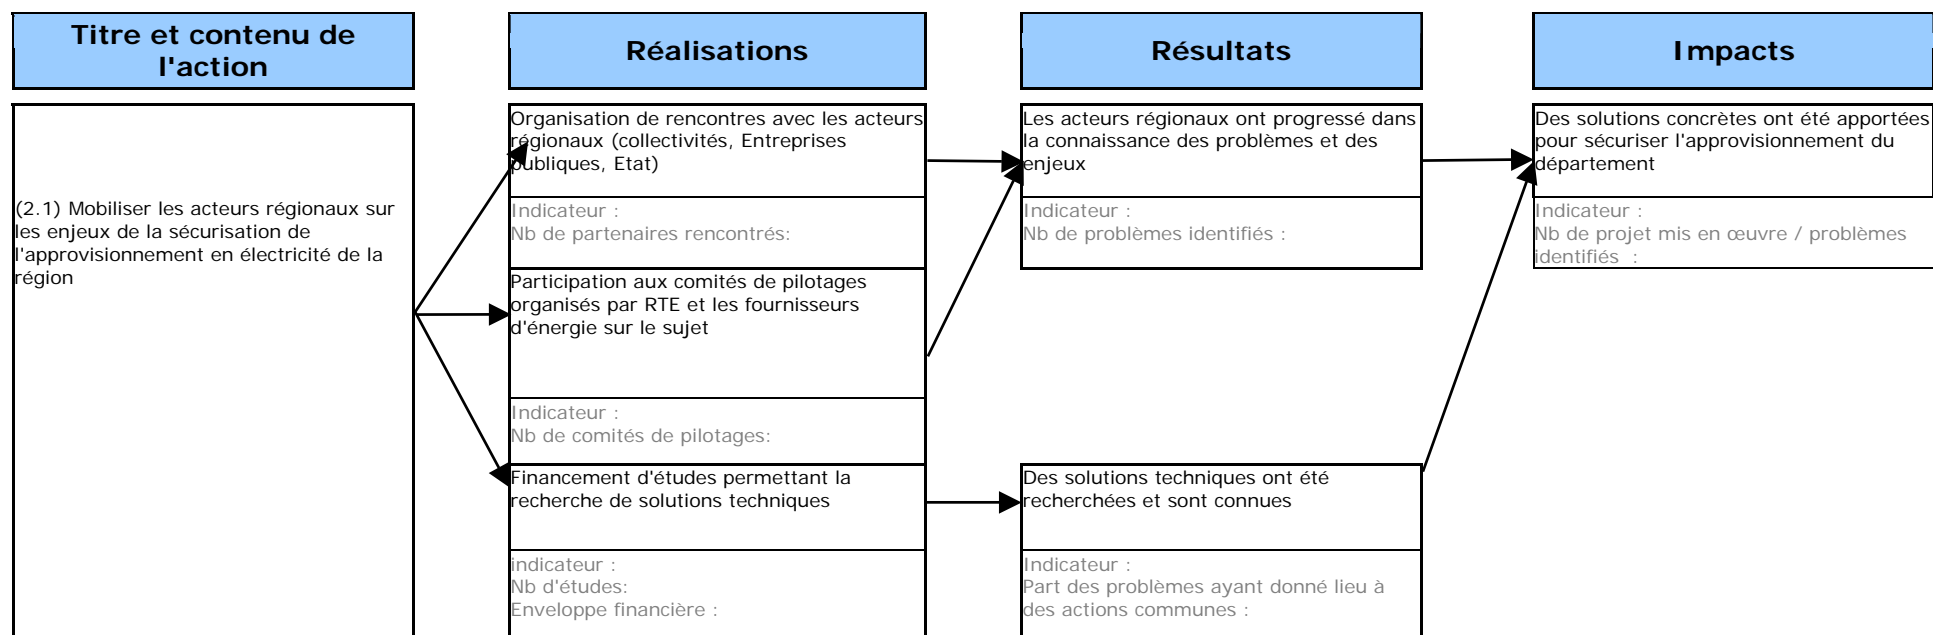 Titre et contenu de
l'action
Réalisations
Résultats
Impacts
(2.1) Mobiliser les acteurs régionaux sur
les enjeux de la sécurisation de
l'approvisionnement en électricité de la
région
Organisation de rencontres avec les acteurs
régionaux (collectivités, Entreprises
publiques, Etat)
Indicateur :
Nb de partenaires rencontrés:
Participation aux comités de pilotages
organisés par RTE et les fournisseurs
d'énergie sur le sujet
Indicateur :
Nb de comités de pilotages:
Financement d'études permettant la
recherche de solutions techniques
indicateur :
Nb d'études:
Enveloppe financière :
Les acteurs régionaux ont progressé dans
la connaissance des problèmes et des
enjeux
Indicateur :
Nb de problèmes identifiés :
Des solutions techniques ont été
recherchées et sont connues
Indicateur :
Part des problèmes ayant donné lieu à
des actions communes :
Des solutions concrètes ont été apportées
pour sécuriser l'approvisionnement du
département
Indicateur :
Nb de projet mis en œuvre / problèmes
identifiés :